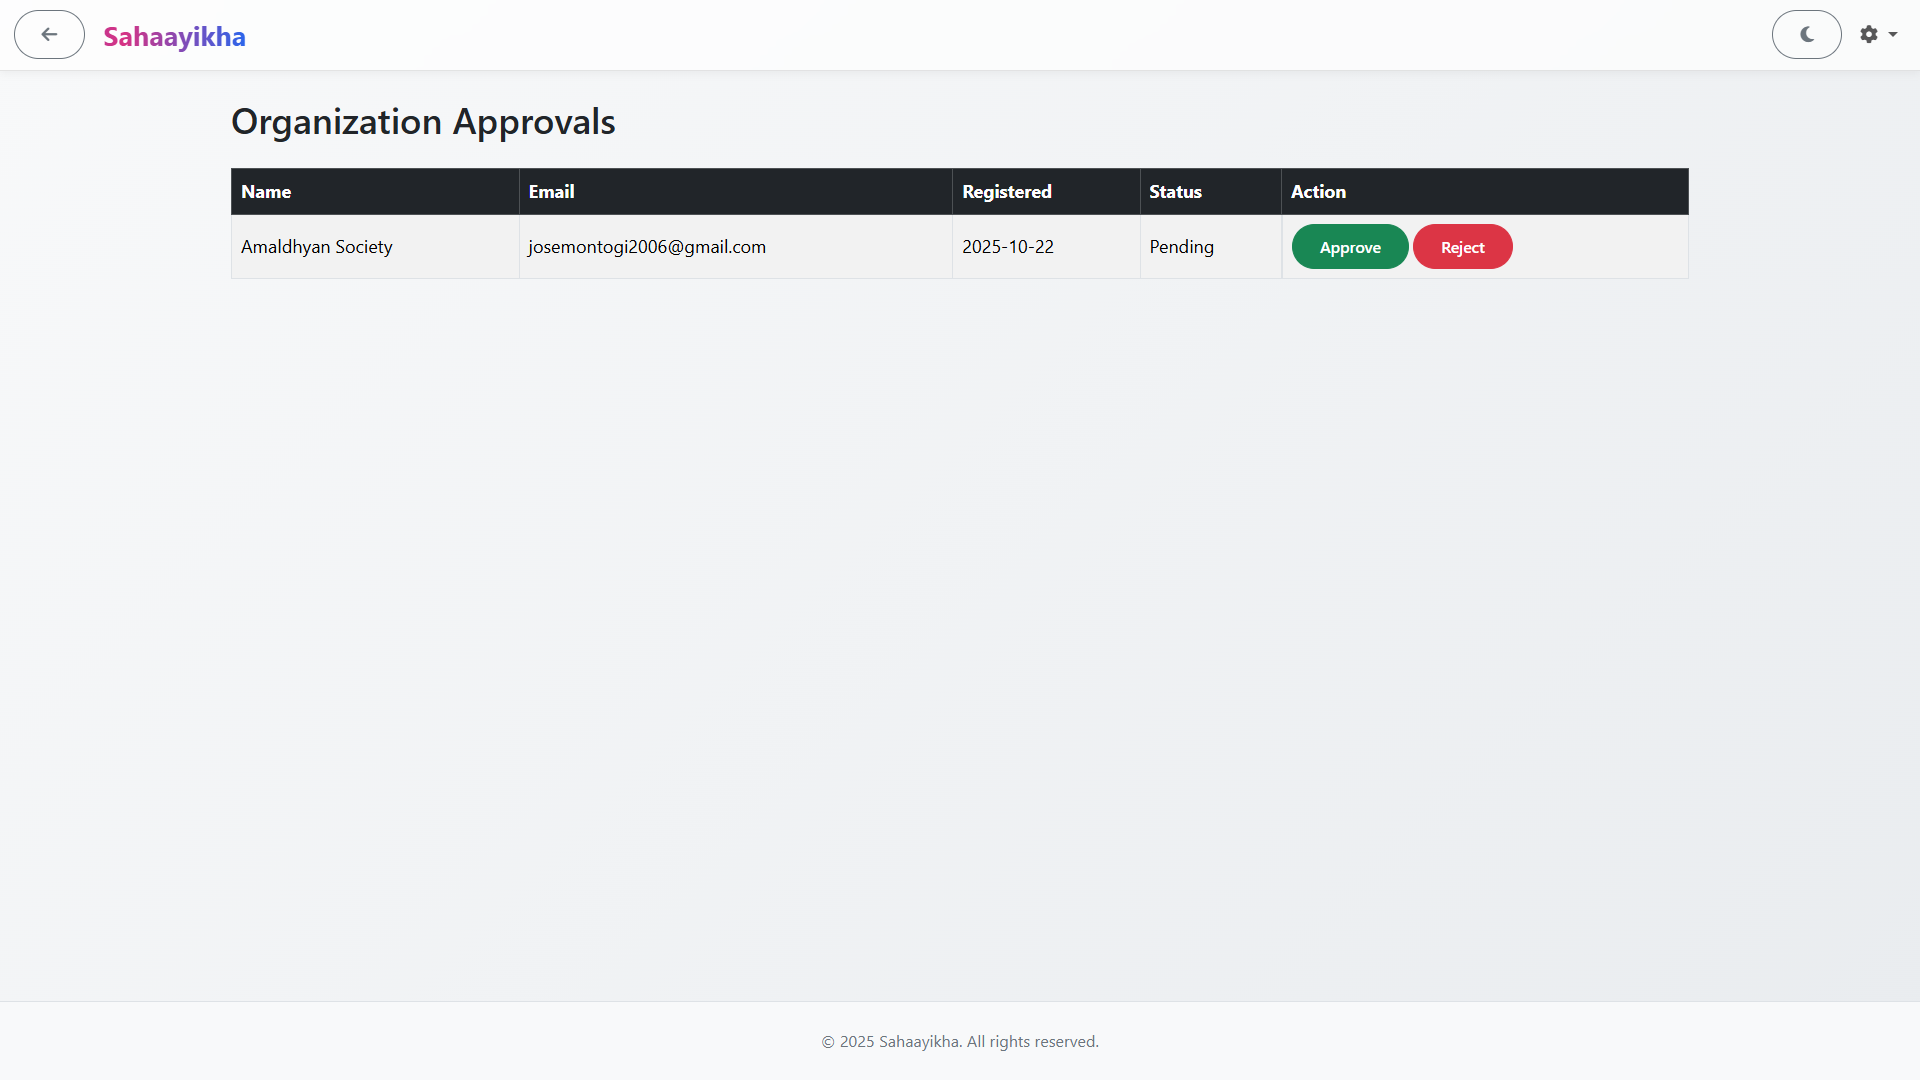 Sahaayikha
Organization Approvals
Name Email Registered Status Action
Amaldhyan Society josemontogi2006@gmail.com 2025-10-22 Pending Approve Reject
© 2025 Sahaayikha. All rights reserved.